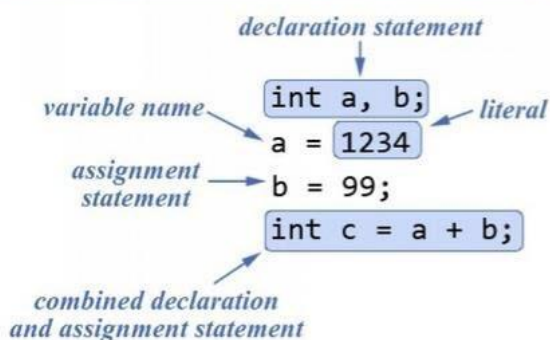 declaration statement
int a, b;
variable name
literal
a = 1234
assignment
statement
b = 99;
int c = a + b;
combined declaration
and assignment statement